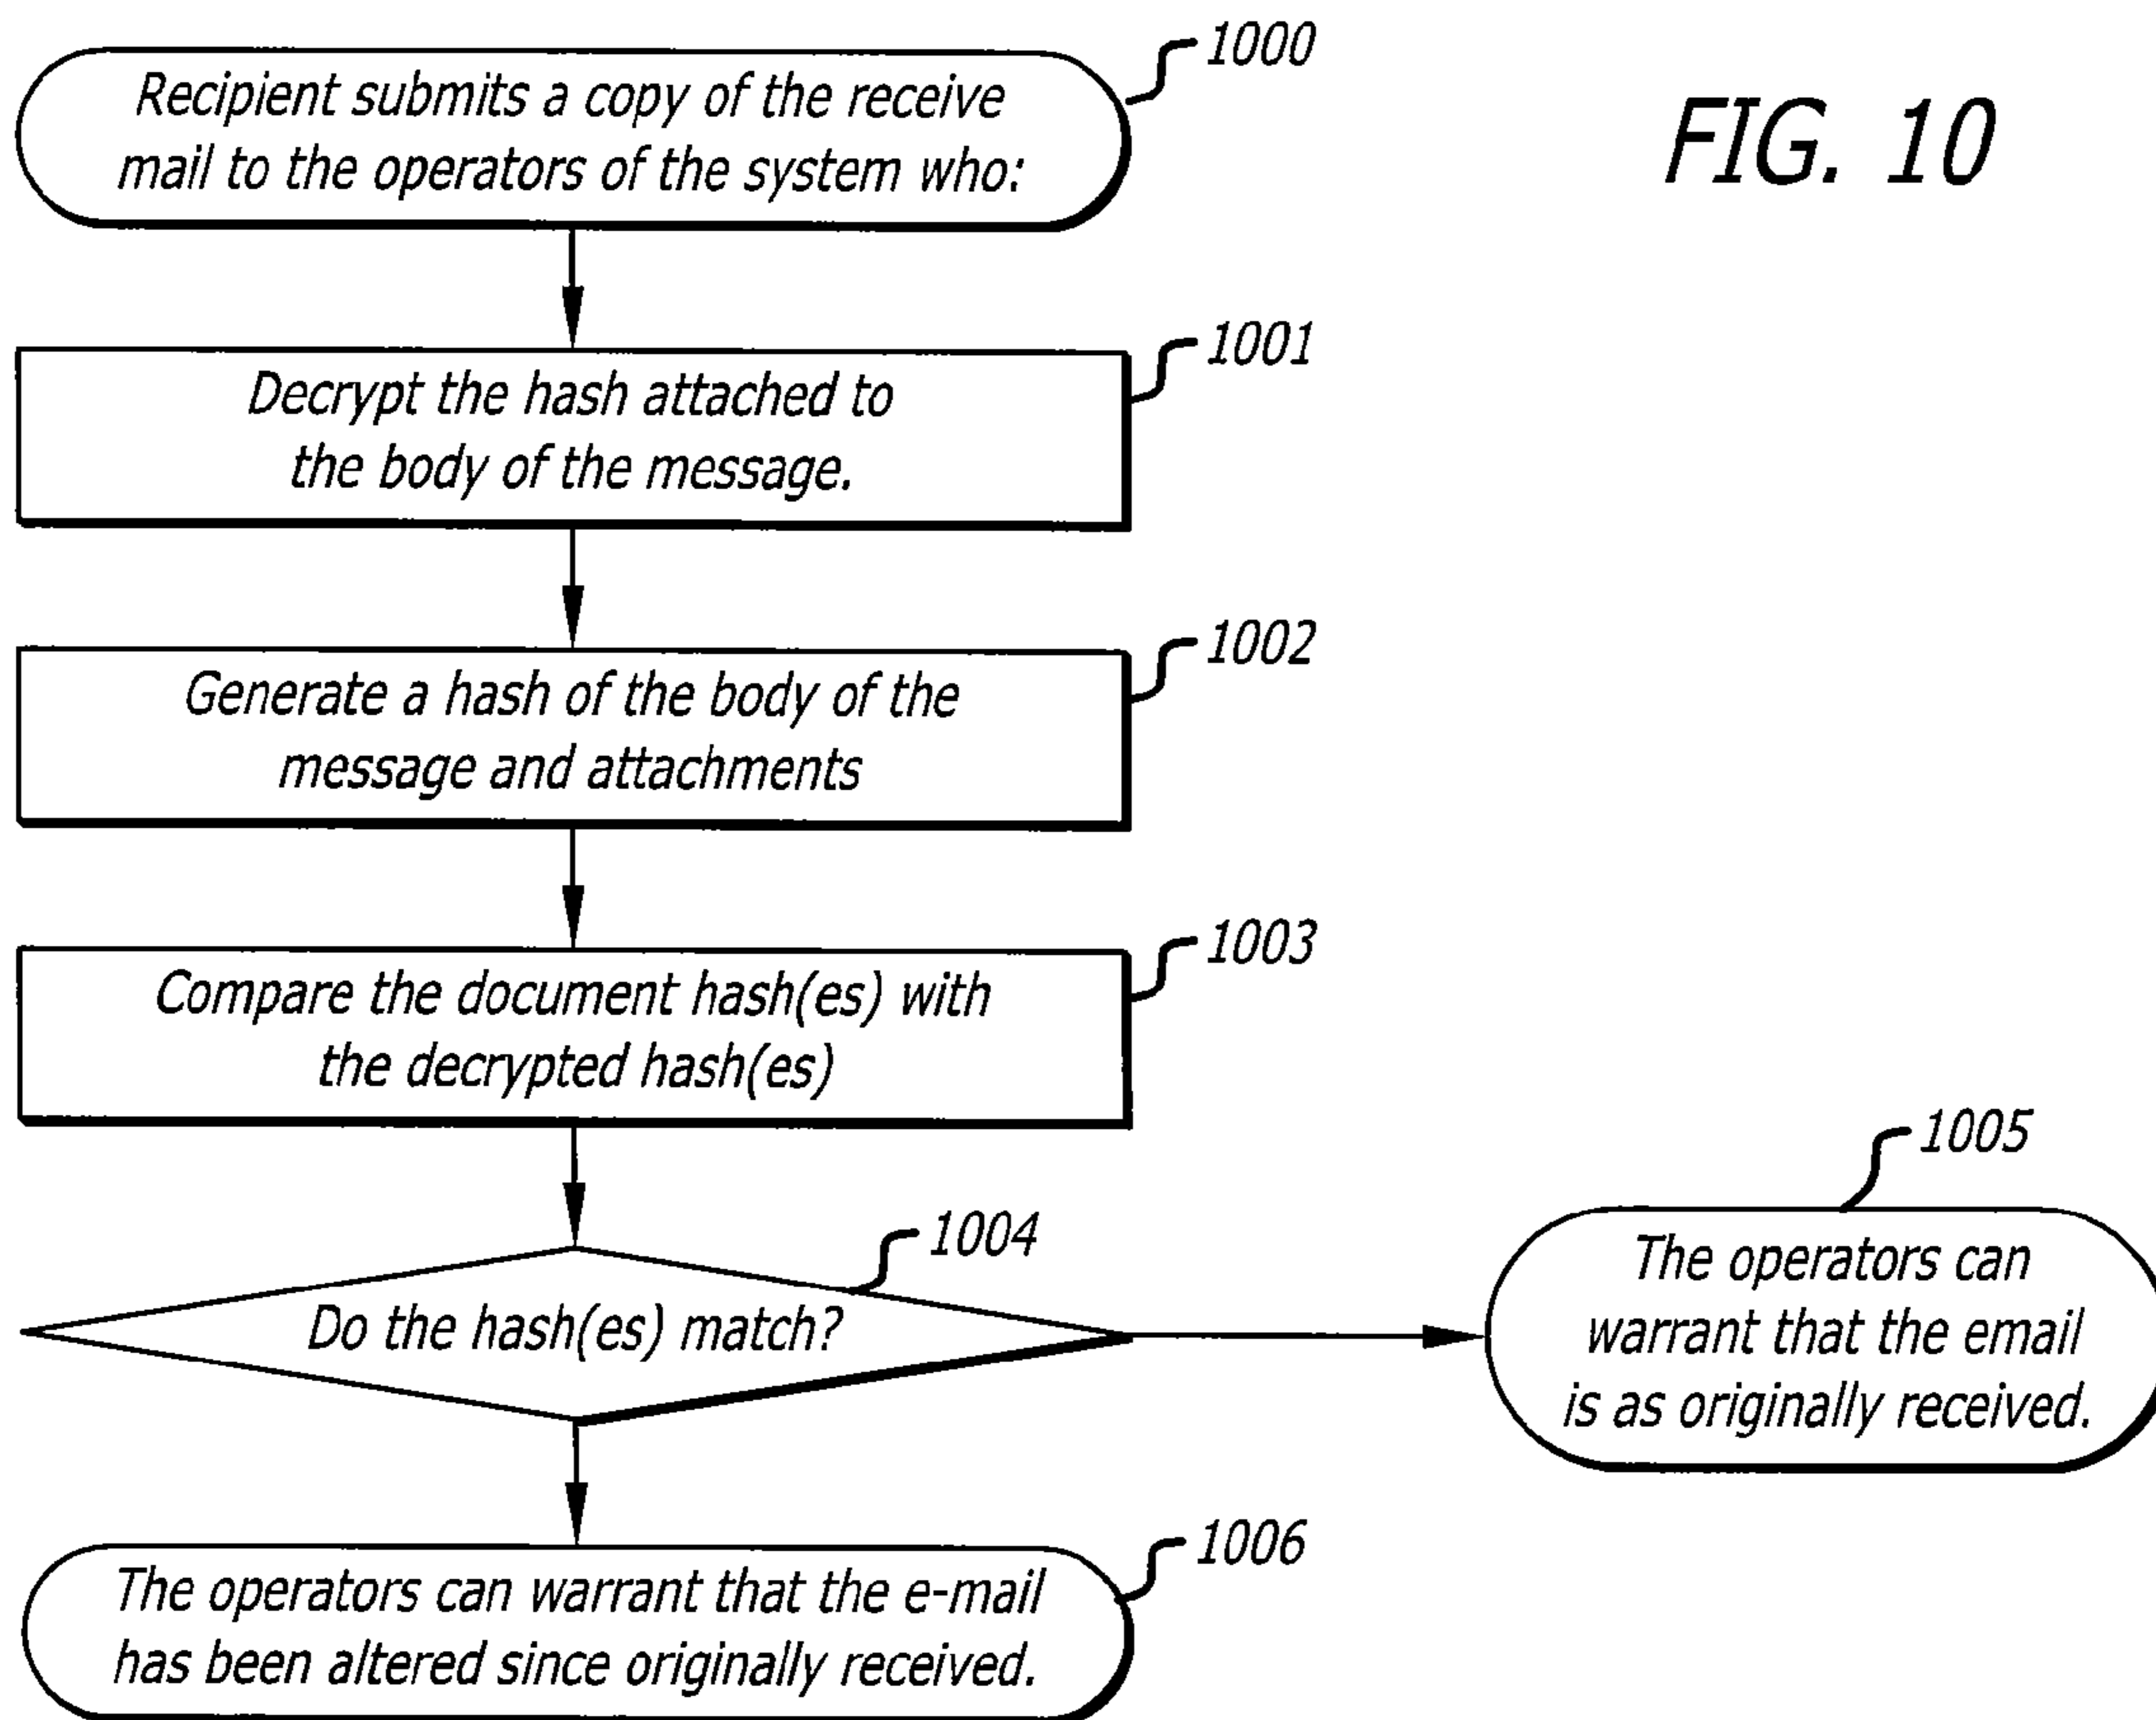 1000
FIG. 10
Recipient submits a copy of the receive
mail to the operators of the system who:
1001
Decrypt the hash attached to
the body of the message.
1002
Generate a hash of the body of the
message and attachments
1003
Compare the document hash(es) with
the decrypted hash(es)
1004
Do the hash(es) match?
1005
The operators can
warrant that the email
is as originally received.
1006
The operators can warrant that the e-mail
has been altered since originally received.